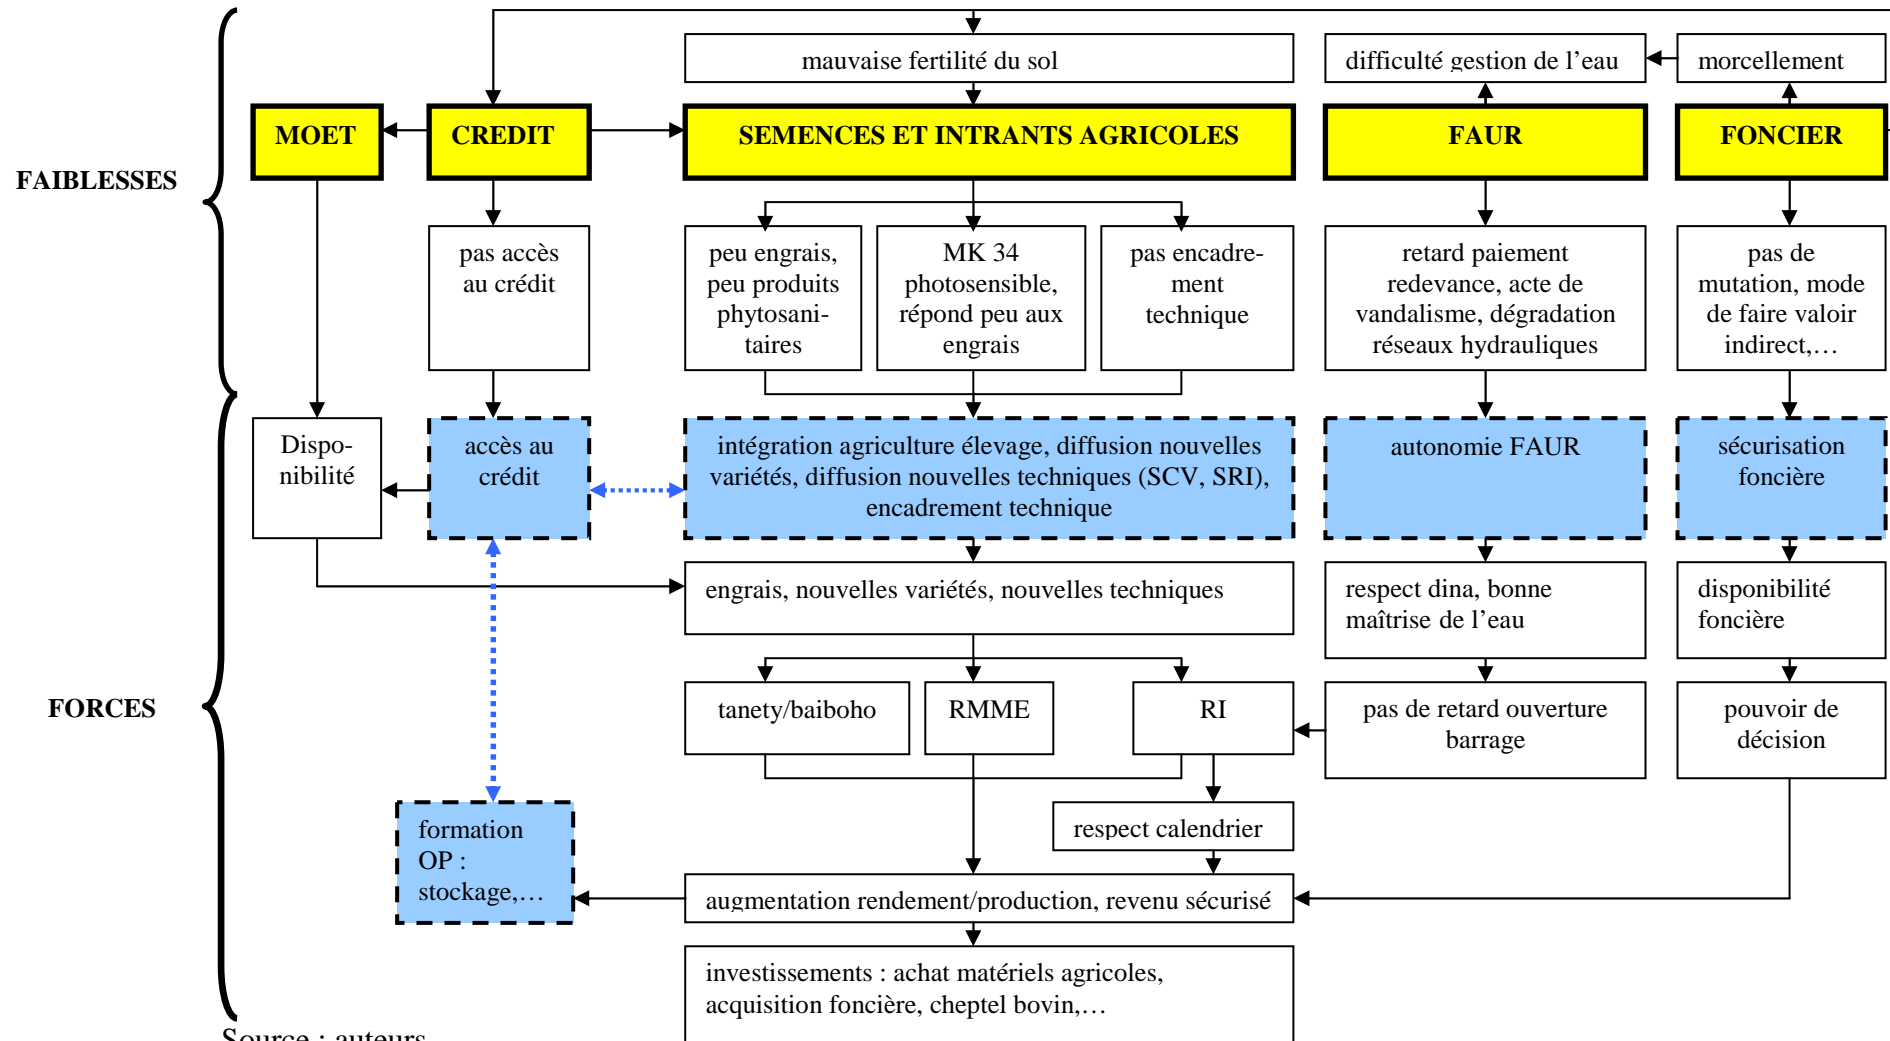 mauvaise fertilité du sol
difficulté gestion de l’eau
morcellement
MOET
CREDIT
SEMENCES ET INTRANTS AGRICOLES
FAUR
FONCIER
FAIBLESSES
pas accès
au crédit
peu engrais,
peu produits
phytosani-
taires
MK 34
photosensible,
répond peu aux
engrais
pas encadre-
ment
technique
retard paiement
redevance, acte de
vandalisme, dégradation
réseaux hydrauliques
pas de
mutation, mode
de faire valoir
indirect,…
Dispo-
nibilité
accès au
crédit
intégration agriculture élevage, diffusion nouvelles
variétés, diffusion nouvelles techniques (SCV, SRI),
encadrement technique
autonomie FAUR
sécurisation
foncière
engrais, nouvelles variétés, nouvelles techniques
respect dina, bonne
maîtrise de l’eau
disponibilité
foncière
FORCES
tanety/baiboho
RMME
RI
pas de retard ouverture
barrage
pouvoir de
décision
formation
OP :
stockage,…
respect calendrier
augmentation rendement/production, revenu sécurisé
investissements : achat matériels agricoles,
acquisition foncière, cheptel bovin,…
Source : auteurs